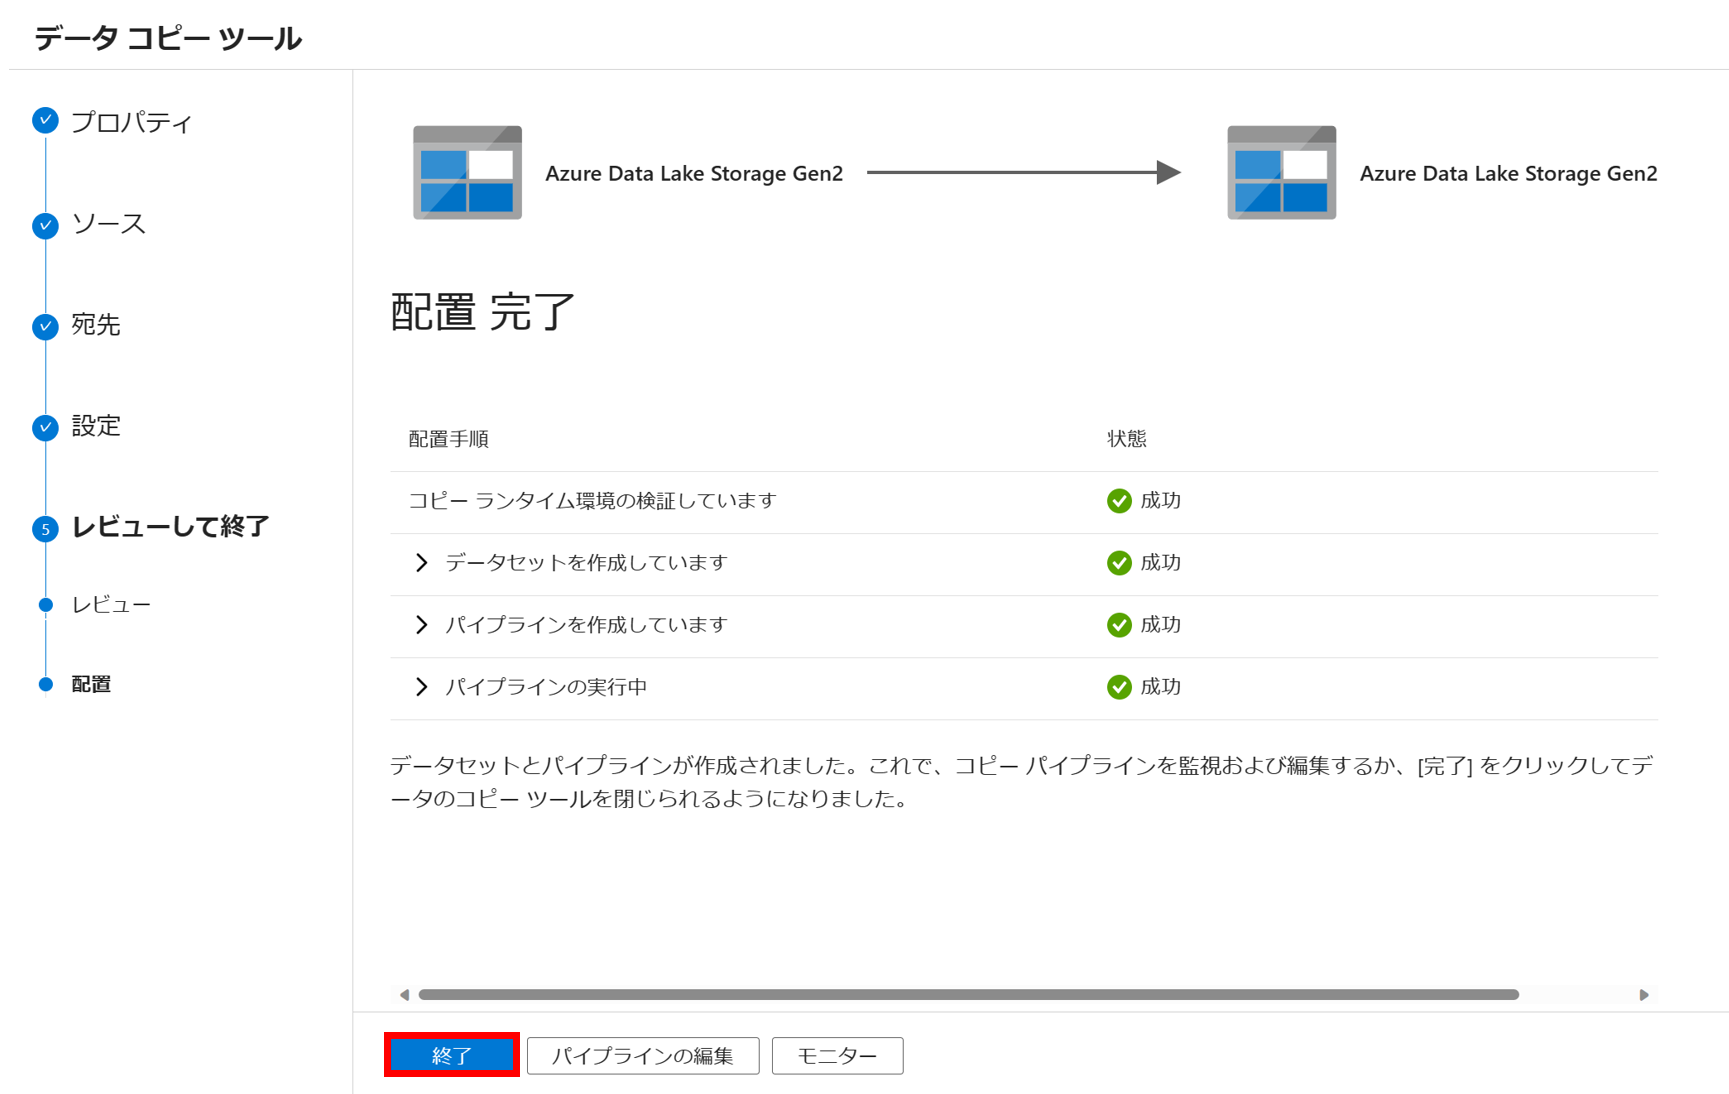 データ コピー ツール
プロパティ
ソース
宛先
設定
5 レビューして終了
レビュー
配置
Azure Data Lake Storage Gen2
Azure Data Lake Storage Gen2
配置 完了
配置手順 状態
コピー ランタイム環境の検証しています 成功
データセットを作成しています 成功
パイプラインを作成しています 成功
パイプラインの実行中 成功
データセットとパイプラインが作成されました。これで、コピー パイプラインを監視および編集するか、[完了] をクリックしてデ
ータのコピー ツールを閉じられるようになりました。
終了 パイプラインの編集 モニター